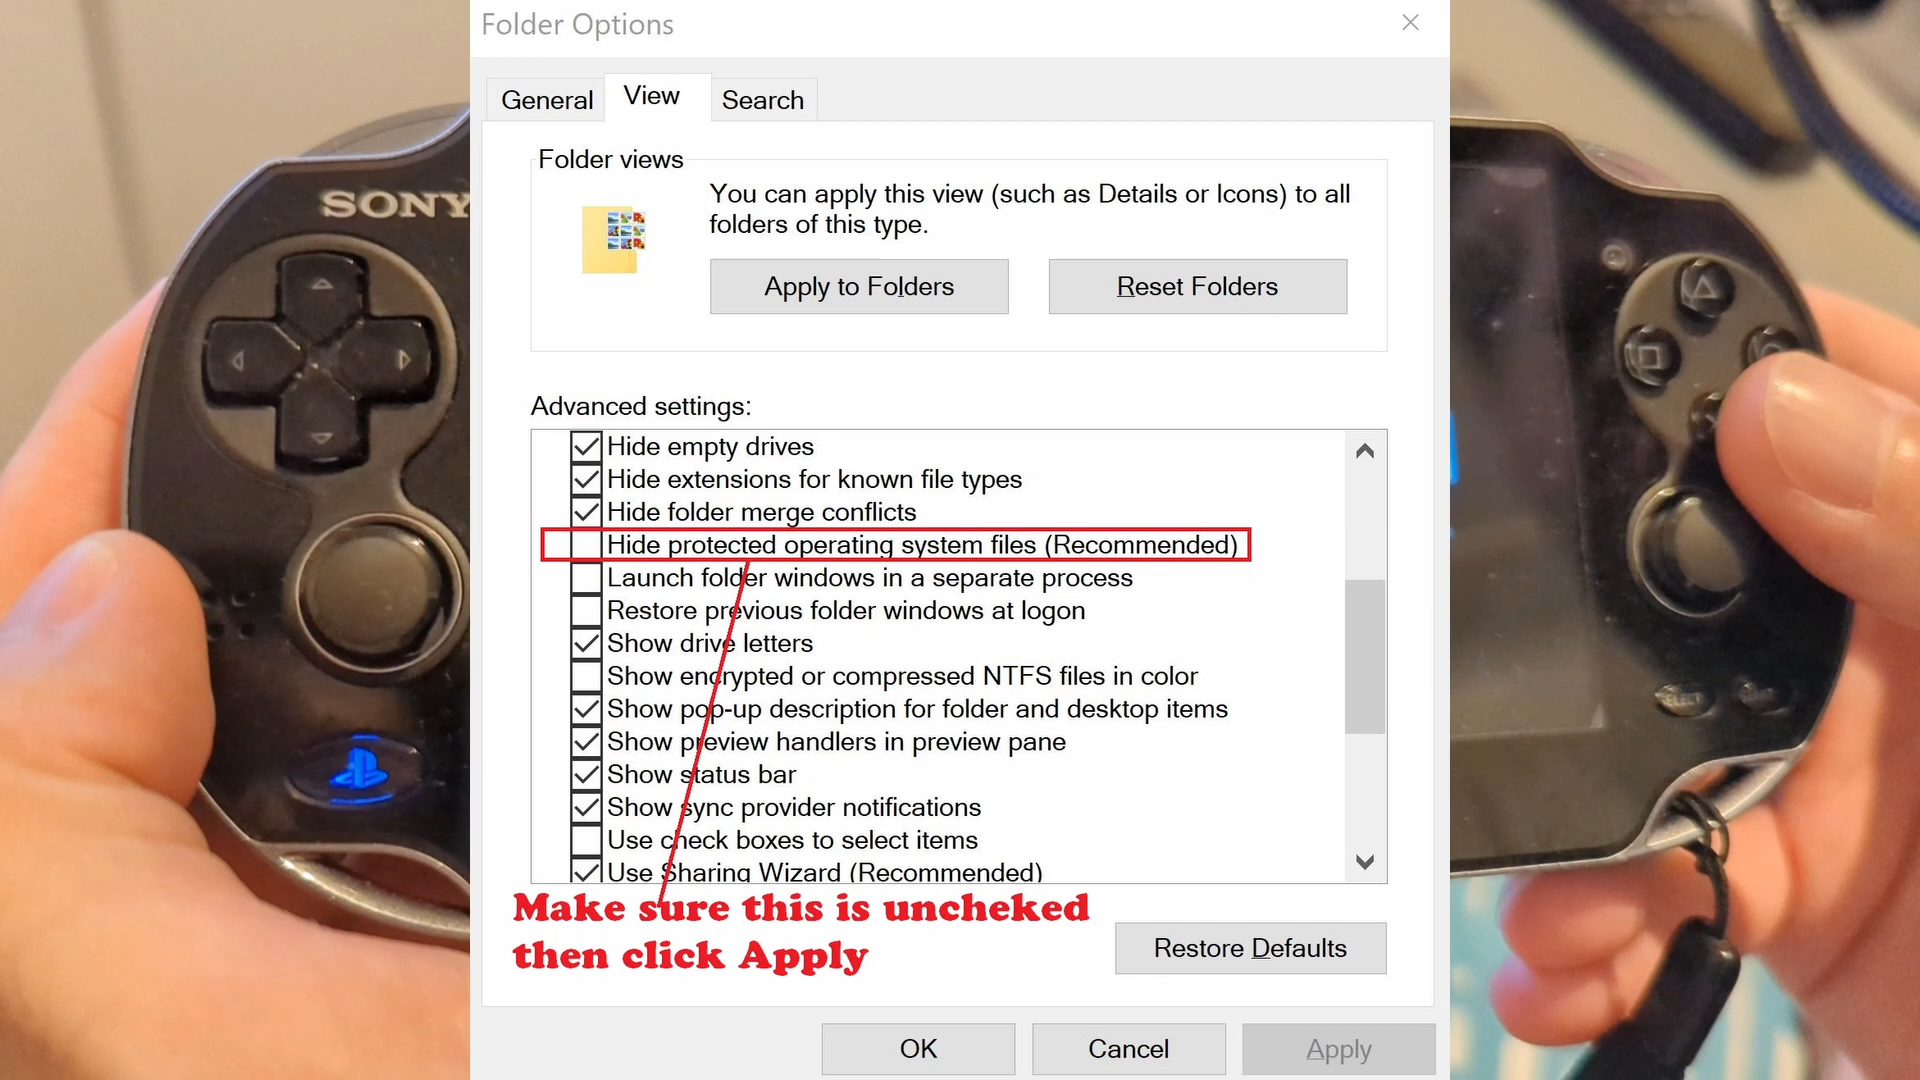 Folder Options
General
View
Search
SONY
Folder views
You can apply this view (such as Details or Icons) to all
folders of this type.
Apply to Folders
Reset Folders
Advanced settings:
Hide empty drives
Hide extensions for known file types
Hide folder merge conflicts
Hide protected operating system files (Recommended)
Launch folder windows in a separate process
Restore previous folder windows at logon
Show drive letters
Show encrypted or compressed NTFS files in color
Show pop-up description for folder and desktop items
Show preview handlers in preview pane
Show status bar
Show sync provider notifications
Use check boxes to select items
Use Sharing Wizard (Recommended)
Make sure this is uncheked
then click Apply
Restore Defaults
OK
Cancel
Apply